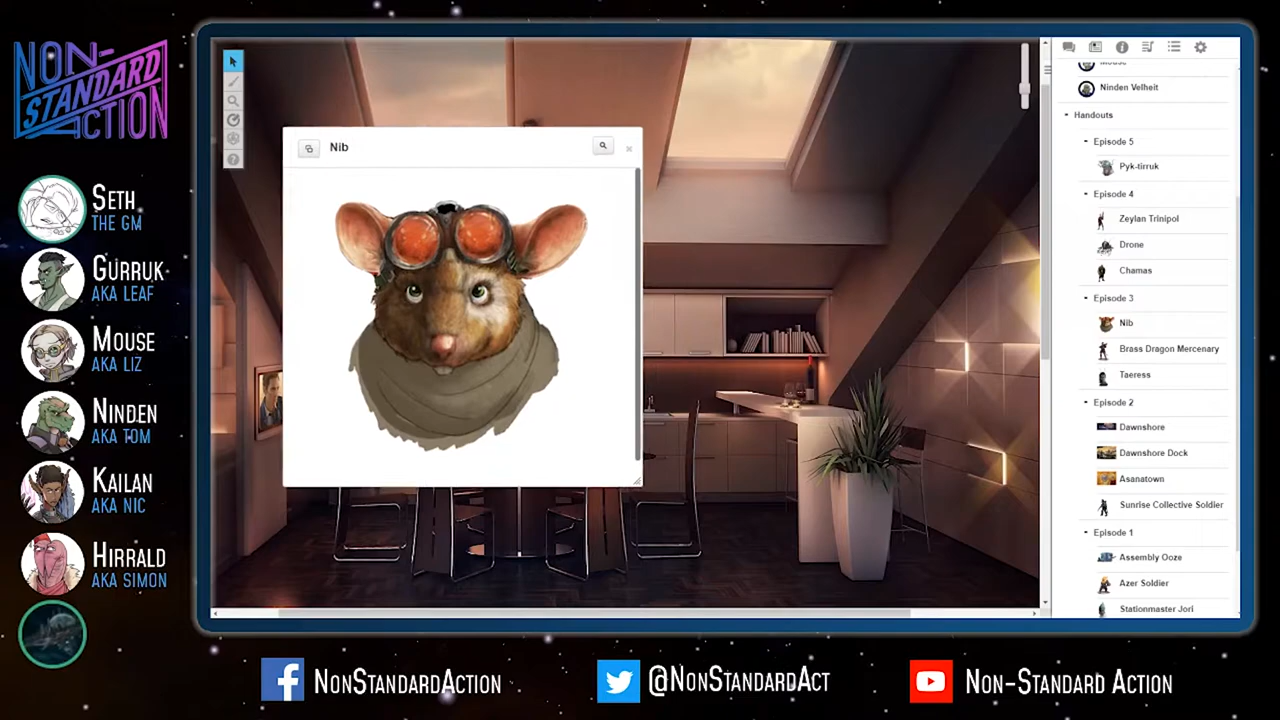 NON-
STANDARD
ACTION
SETH
THE GM
GURRUK
AKA LEAF
MOUSE
AKA LIZ
NINDEN
AKA TOM
KAILAN
AKA NIC
HIRRALD
AKA SIMON
Nib
Mouse
Ninden Velheit
Handouts
Episode 5
Pyk-tirruk
Episode 4
Zeylan Trinipol
Drone
Chamas
Episode 3
Nib
Brass Dragon Mercenary
Taeress
Episode 2
Dawnshore
Dawnshore Dock
Asanatown
Sunrise Collective Soldier
Episode 1
Assembly Ooze
Azer Soldier
Stationmaster Jori
NONSTANDARDACTION
@NONSTANDARDACT
NON-STANDARD ACTION